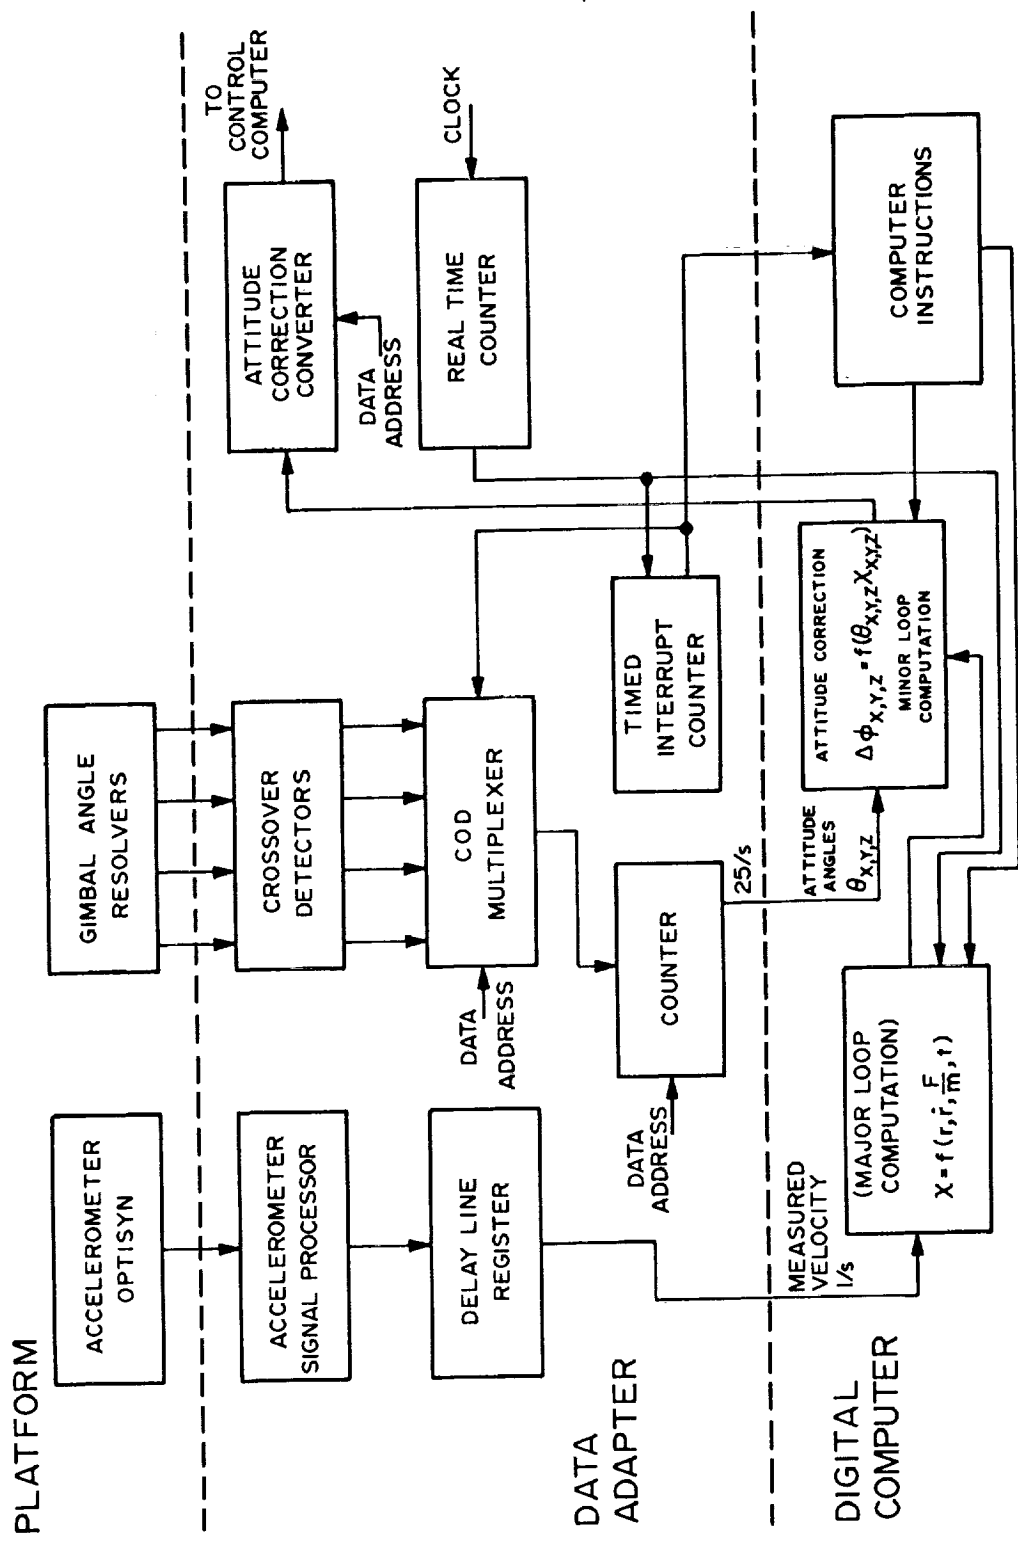 PLATFORM
ACCELEROMETER
OPTISYN
GIMBAL ANGLE
RESOLVERS
ACCELEROMETER
SIGNAL PROCESSOR
CROSSOVER
DETECTORS
ATTITUDE
CORRECTION
CONVERTER
TO
CONTROL
COMPUTER
DELAY LINE
REGISTER
DATA
ADDRESS
COD
MULTIPLEXER
DATA
ADDRESS
REAL TIME
COUNTER
CLOCK
DATA
ADAPTER
DATA
ADDRESS
COUNTER
TIMED
INTERRUPT
COUNTER
25/s
MEASURED
VELOCITY
1/s
ATTITUDE
ANGLES
θX,Y,Z
ATTITUDE CORRECTION
ΔϕX,Y,Z = f(θX,Y,Z χX,Y,Z)
MINOR LOOP
COMPUTATION
DIGITAL
COMPUTER
(MAJOR LOOP
COMPUTATION)
χ = f(r, ṙ, F/m, t)
COMPUTER
INSTRUCTIONS